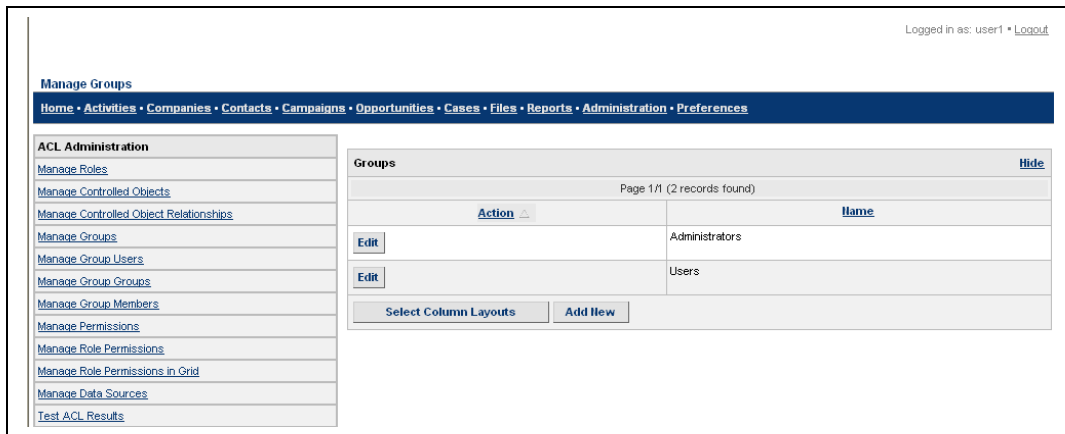 Logged in as: user1 • Logout
Manage Groups
Home • Activities • Companies • Contacts • Campaigns • Opportunities • Cases • Files • Reports • Administration • Preferences
ACL Administration
Manage Roles
Manage Controlled Objects
Manage Controlled Object Relationships
Manage Groups
Manage Group Users
Manage Group Groups
Manage Group Members
Manage Permissions
Manage Role Permissions
Manage Role Permissions in Grid
Manage Data Sources
Test ACL Results
Groups Hide
Page 1/1 (2 records found)
Action Name
Edit Administrators
Edit Users
Select Column Layouts Add New